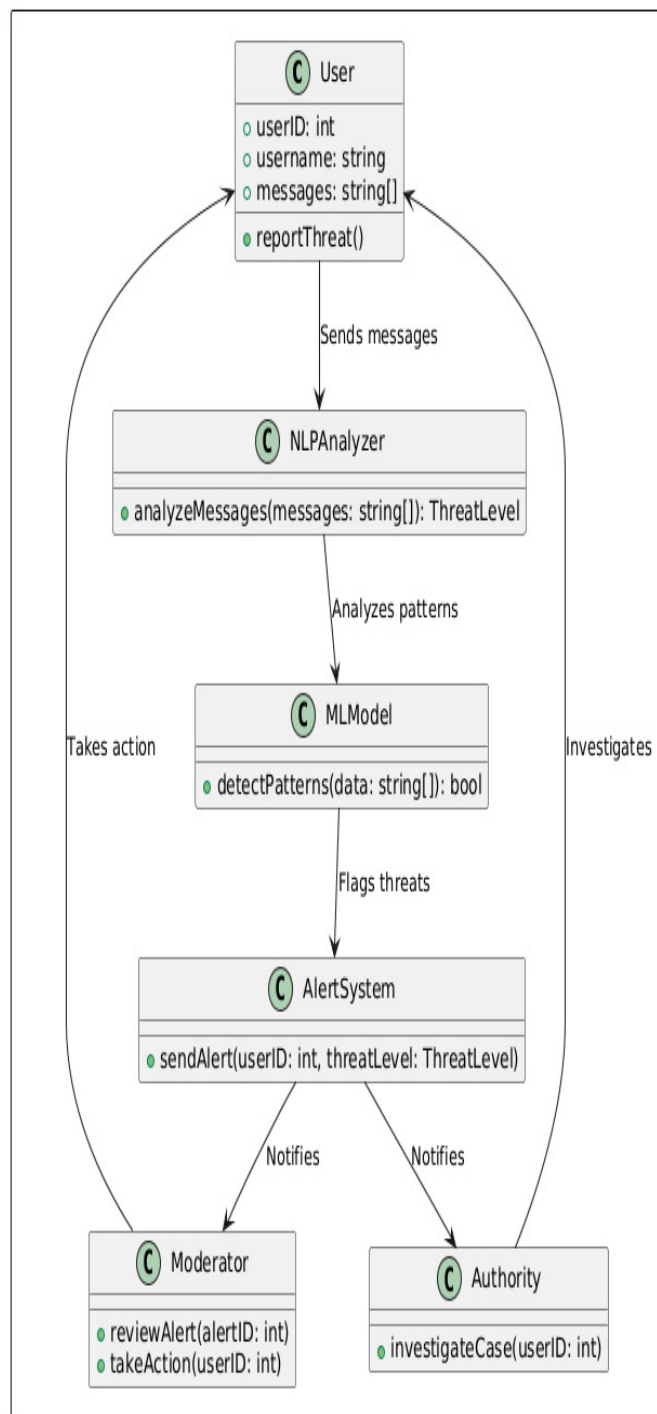 C User
userID: int
username: string
messages: string[]
reportThreat()
Sends messages
C NLPAnalyzer
analyzeMessages(messages: string[]): ThreatLevel
Analyzes patterns
C MLModel
detectPatterns(data: string[]): bool
Takes action
Investigates
Flags threats
C AlertSystem
sendAlert(userID: int, threatLevel: ThreatLevel)
Notifies
Notifies
C Moderator
reviewAlert(alertID: int)
takeAction(userID: int)
C Authority
investigateCase(userID: int)